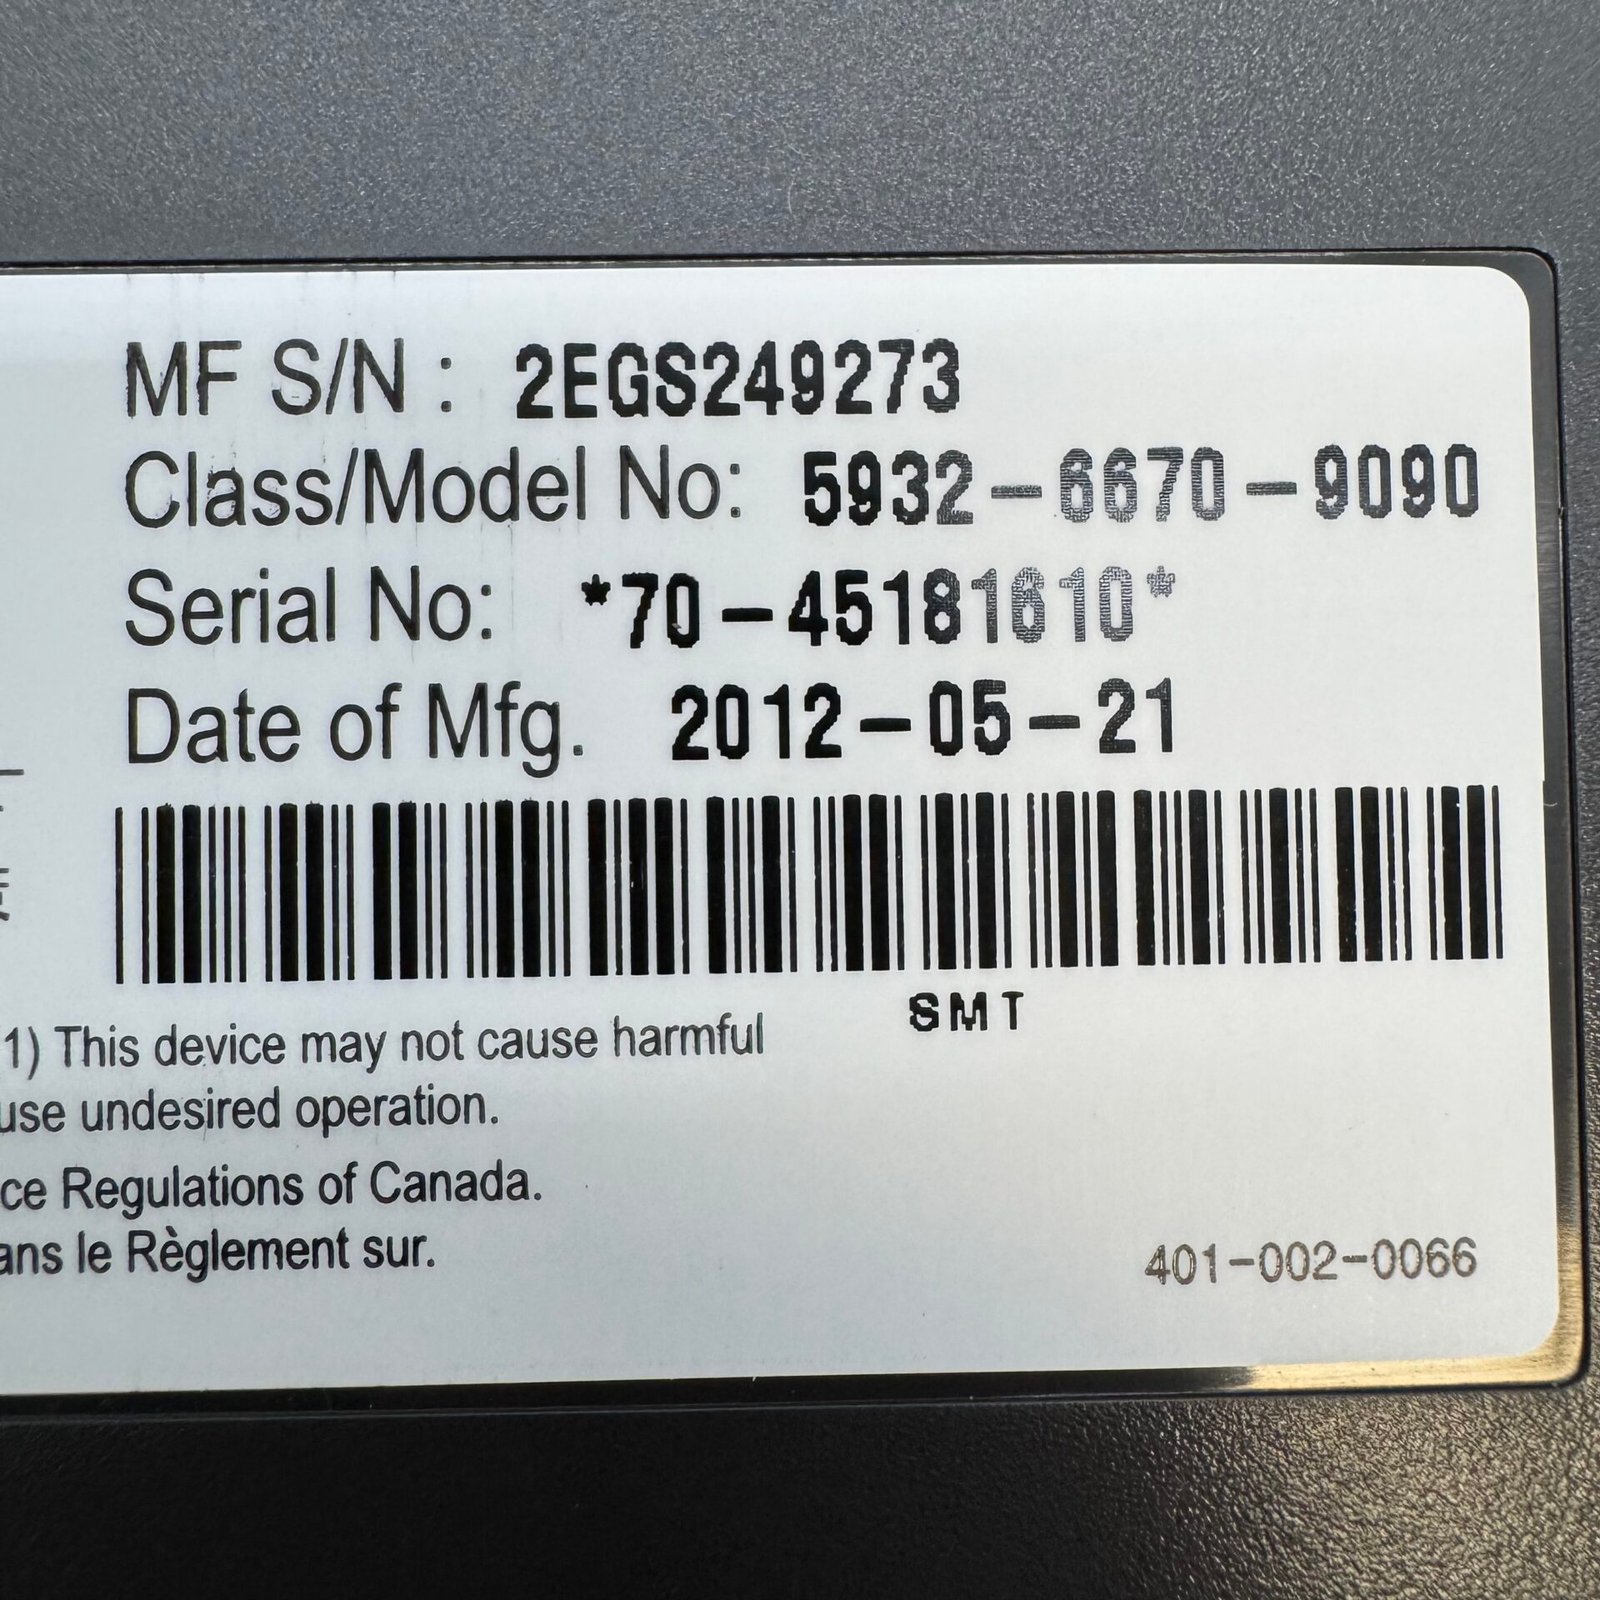 MF S/N : 2EGS249273
Class/Model No: 5932-6670-9090
Serial No: *70-45181610*
Date of Mfg. 2012-05-21
SMT
1) This device may not cause harmful
use undesired operation.
ce Regulations of Canada.
ans le Règlement sur.
401-002-0066